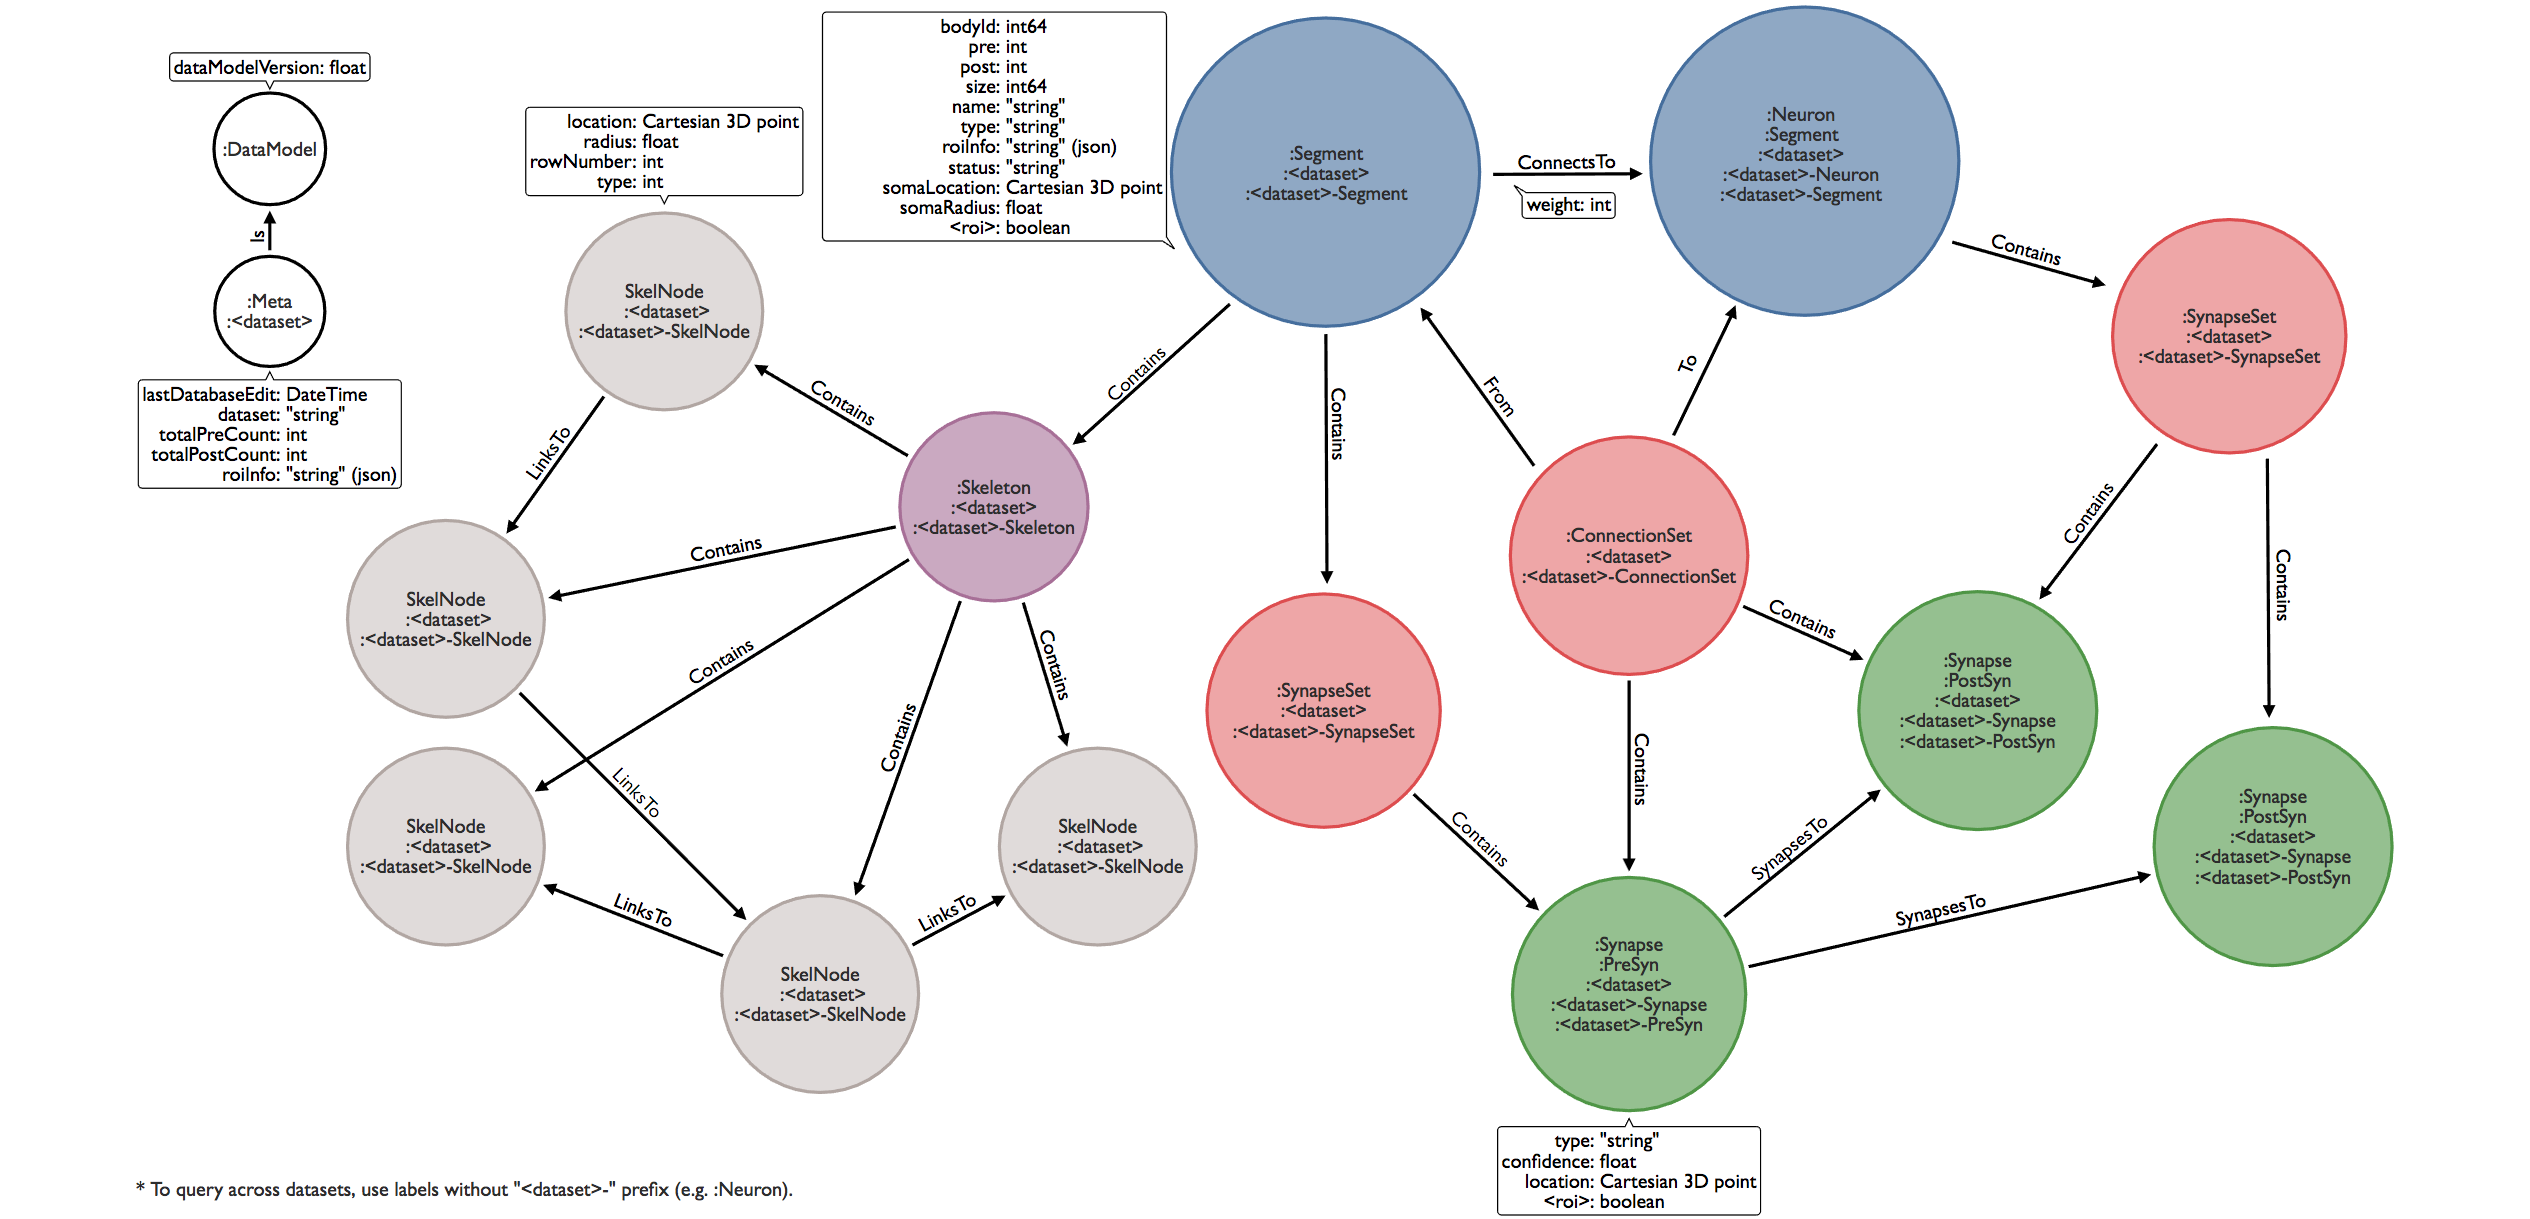 dataModelVersion: float
:DataModel
Is
:Meta
:<dataset>
lastDatabaseEdit: DateTime
dataset: "string"
totalPreCount: int
totalPostCount: int
roiInfo: "string" (json)
location: Cartesian 3D point
radius: float
rowNumber: int
type: int
SkelNode
:<dataset>
:<dataset>-SkelNode
LinksTo
Contains
bodyId: int64
pre: int
post: int
size: int64
name: "string"
type: "string"
roiInfo: "string" (json)
status: "string"
somaLocation: Cartesian 3D point
somaRadius: float
<roi>: boolean
:Segment
:<dataset>
:<dataset>-Segment
ConnectsTo
weight: int
:Neuron
:Segment
:<dataset>
:<dataset>-Neuron
:<dataset>-Segment
Contains
:SynapseSet
:<dataset>
:<dataset>-SynapseSet
Contains
Contains
From
To
:Skeleton
:<dataset>
:<dataset>-Skeleton
Contains
Contains
Contains
Contains
SkelNode
:<dataset>
:<dataset>-SkelNode
LinksTo
SkelNode
:<dataset>
:<dataset>-SkelNode
LinksTo
SkelNode
:<dataset>
:<dataset>-SkelNode
LinksTo
SkelNode
:<dataset>
:<dataset>-SkelNode
:ConnectionSet
:<dataset>
:<dataset>-ConnectionSet
Contains
Contains
Contains
Contains
:SynapseSet
:<dataset>
:<dataset>-SynapseSet
Contains
:Synapse
:PostSyn
:<dataset>
:<dataset>-Synapse
:<dataset>-PostSyn
:Synapse
:PostSyn
:<dataset>
:<dataset>-Synapse
:<dataset>-PostSyn
SynapsesTo
SynapsesTo
:Synapse
:PreSyn
:<dataset>
:<dataset>-Synapse
:<dataset>-PreSyn
type: "string"
confidence: float
location: Cartesian 3D point
<roi>: boolean
* To query across datasets, use labels without "<dataset>-" prefix (e.g. :Neuron).